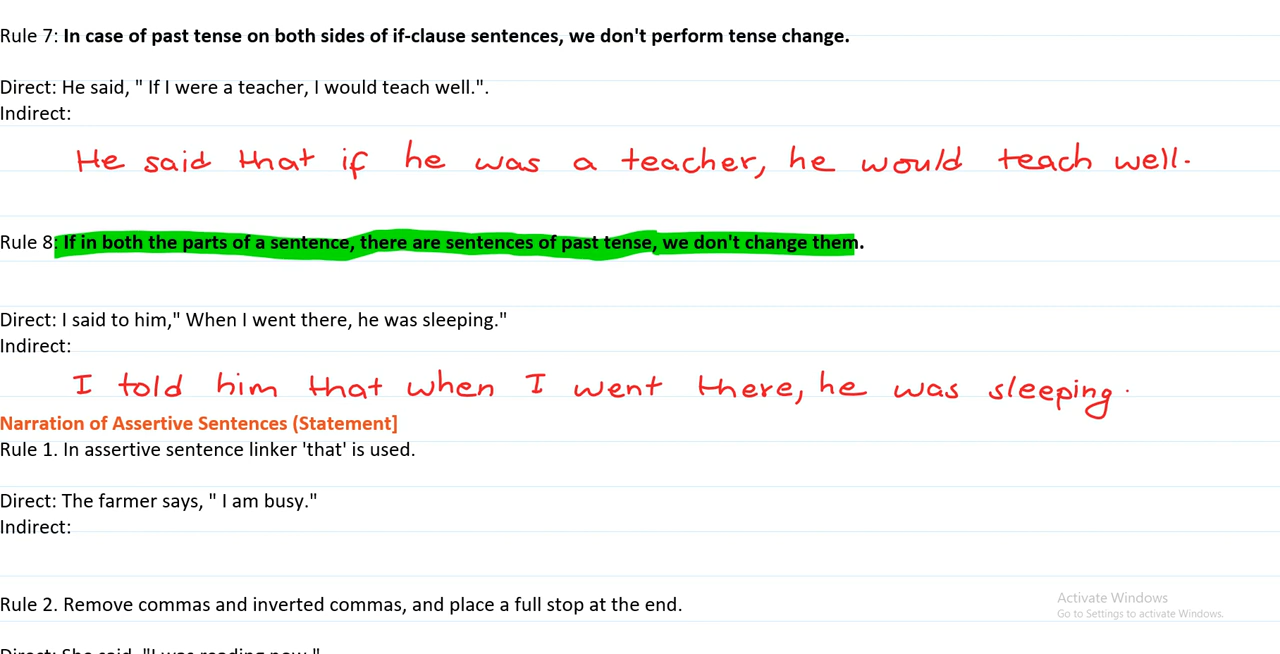 Rule 7: In case of past tense on both sides of if-clause sentences, we don't perform tense change.
Direct: He said, " If I were a teacher, I would teach well.".
Indirect:
He said that if he was a teacher, he would teach well.
Rule 8: If in both the parts of a sentence, there are sentences of past tense, we don't change them.
Direct: I said to him," When I went there, he was sleeping."
Indirect:
I told him that when I went there, he was sleeping.
Narration of Assertive Sentences (Statement]
Rule 1. In assertive sentence linker 'that' is used.
Direct: The farmer says, " I am busy."
Indirect:
Rule 2. Remove commas and inverted commas, and place a full stop at the end.
Activate Windows
Go to Settings to activate Windows.
Direct: She said, "I was reading now."